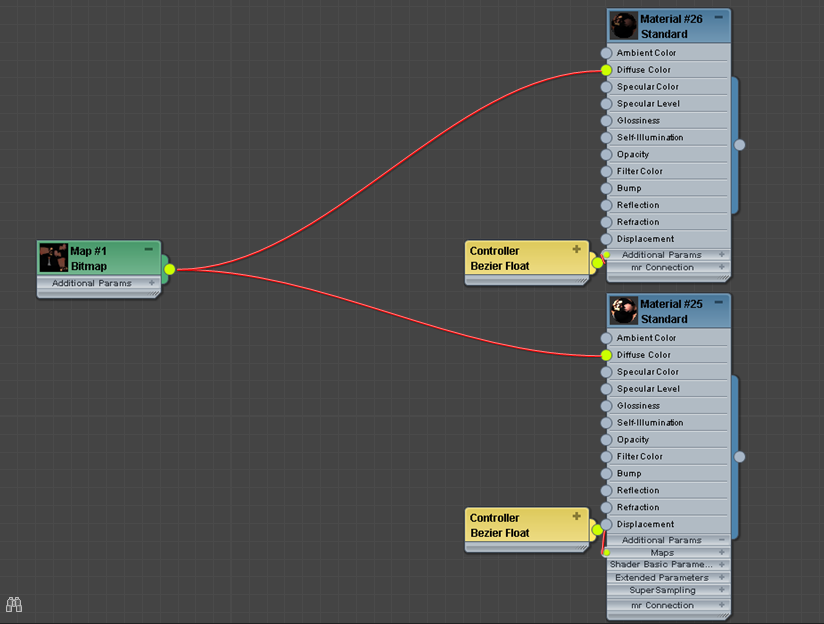 Map #1
Bitmap
Additional Params
Controller
Bezier Float
Material #26
Standard
Ambient Color
Diffuse Color
Specular Color
Specular Level
Glossiness
Self-Illumination
Opacity
Filter Color
Bump
Reflection
Refraction
Displacement
Additional Params
mr Connection
Controller
Bezier Float
Material #25
Standard
Ambient Color
Diffuse Color
Specular Color
Specular Level
Glossiness
Self-Illumination
Opacity
Filter Color
Bump
Reflection
Refraction
Displacement
Additional Params
Maps
Shader Basic Parame...
Extended Parameters
SuperSampling
mr Connection